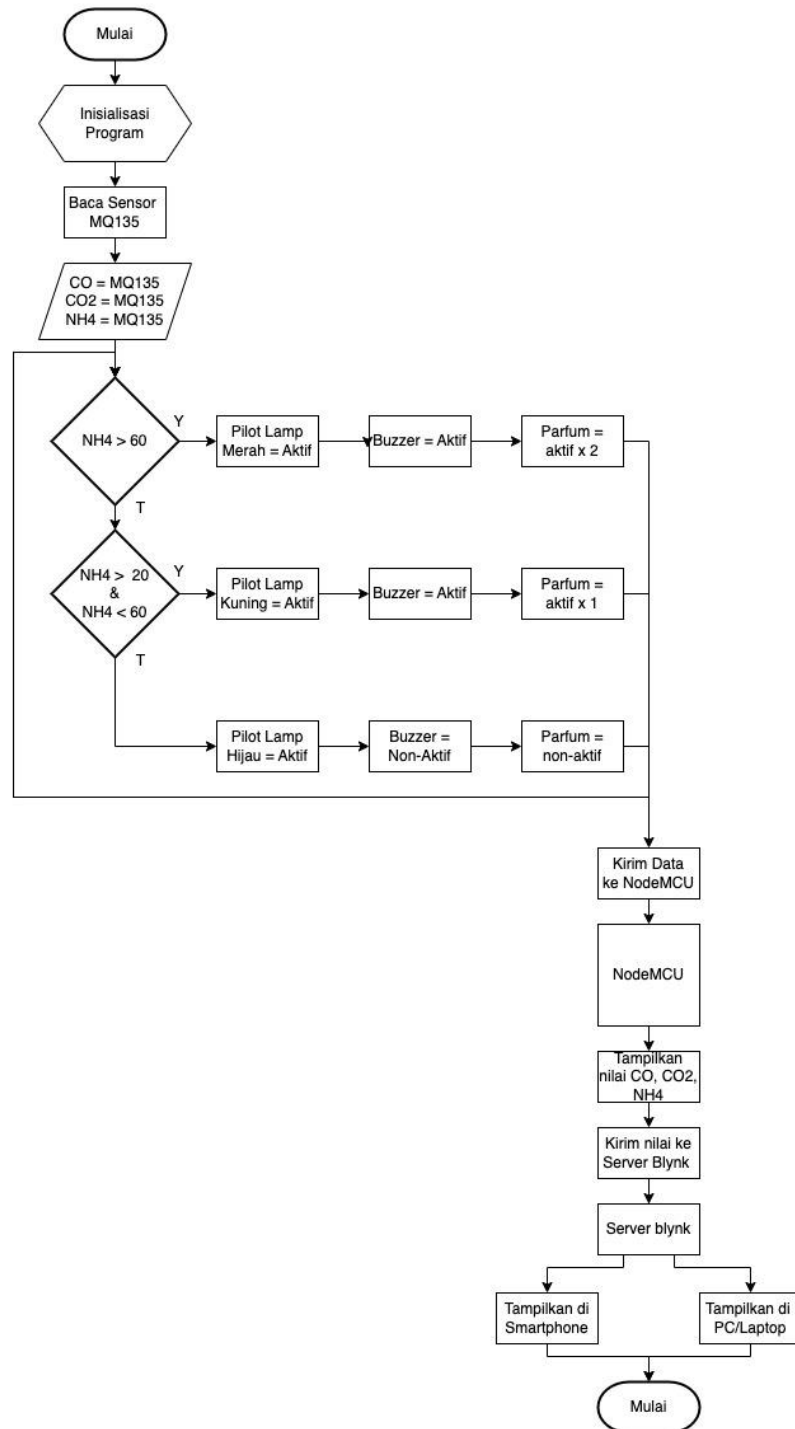 Mulai
Inisialisasi
Program
Baca Sensor
MQ135
CO = MQ135
CO2 = MQ135
NH4 = MQ135
NH4 > 60
Y
Pilot Lamp
Merah = Aktif
Buzzer = Aktif
Parfum =
aktif x 2
T
NH4 > 20
&
NH4 < 60
Y
Pilot Lamp
Kuning = Aktif
Buzzer = Aktif
Parfum =
aktif x 1
T
Pilot Lamp
Hijau = Aktif
Buzzer =
Non-Aktif
Parfum =
non-aktif
Kirim Data
ke NodeMCU
NodeMCU
Tampilkan
nilai CO, CO2,
NH4
Kirim nilai ke
Server Blynk
Server blynk
Tampilkan di
Smartphone
Tampilkan di
PC/Laptop
Mulai